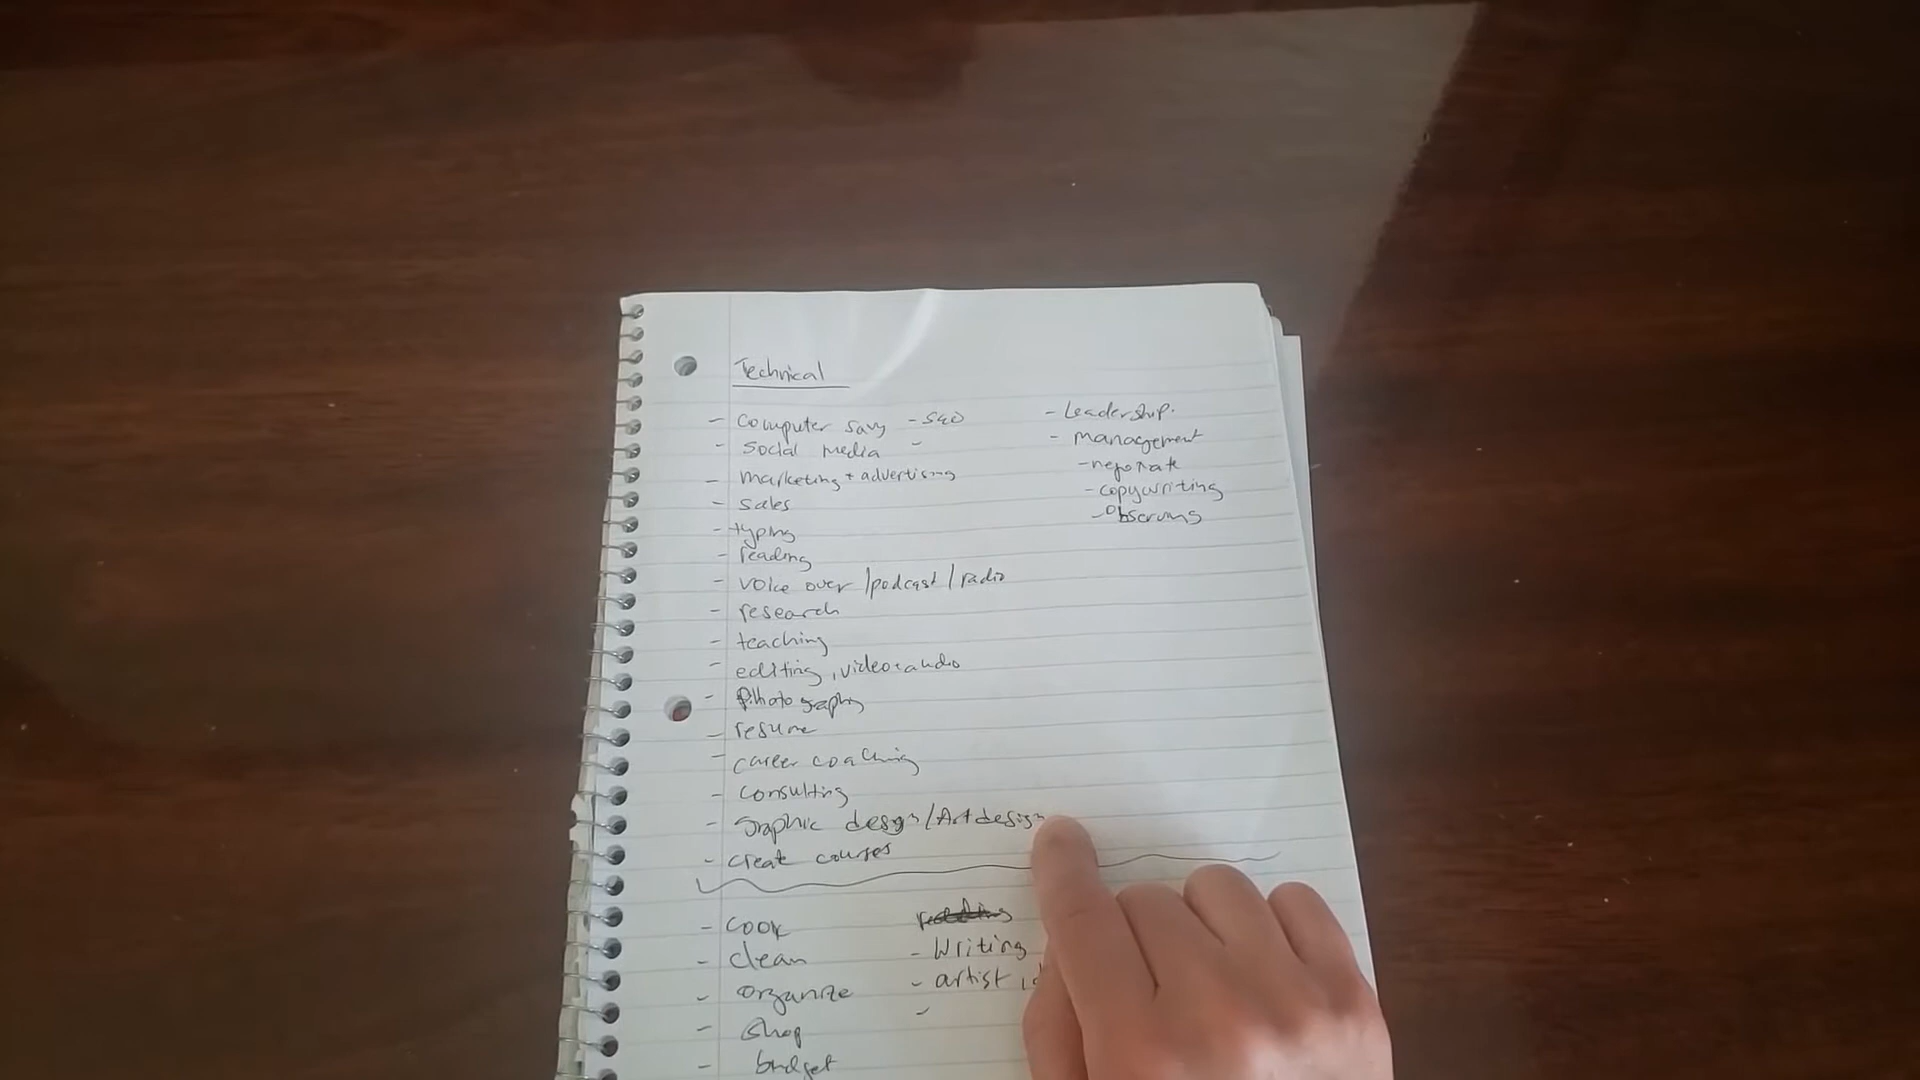 Technical
- Computer savy - SEO
- Social media -
- marketing + advertising
- Sales
- typing
- reading
- voice over / podcast / radio
- research
- teaching
- editing, video + audio
- Photography
- resume
- career coaching
- consulting
- Graphic design / Art design
- creat courses
- Leadership.
- management
- copywriting
- Observing
- cook
- clean
- organize
- shop
- budget
- Writing
- artist,